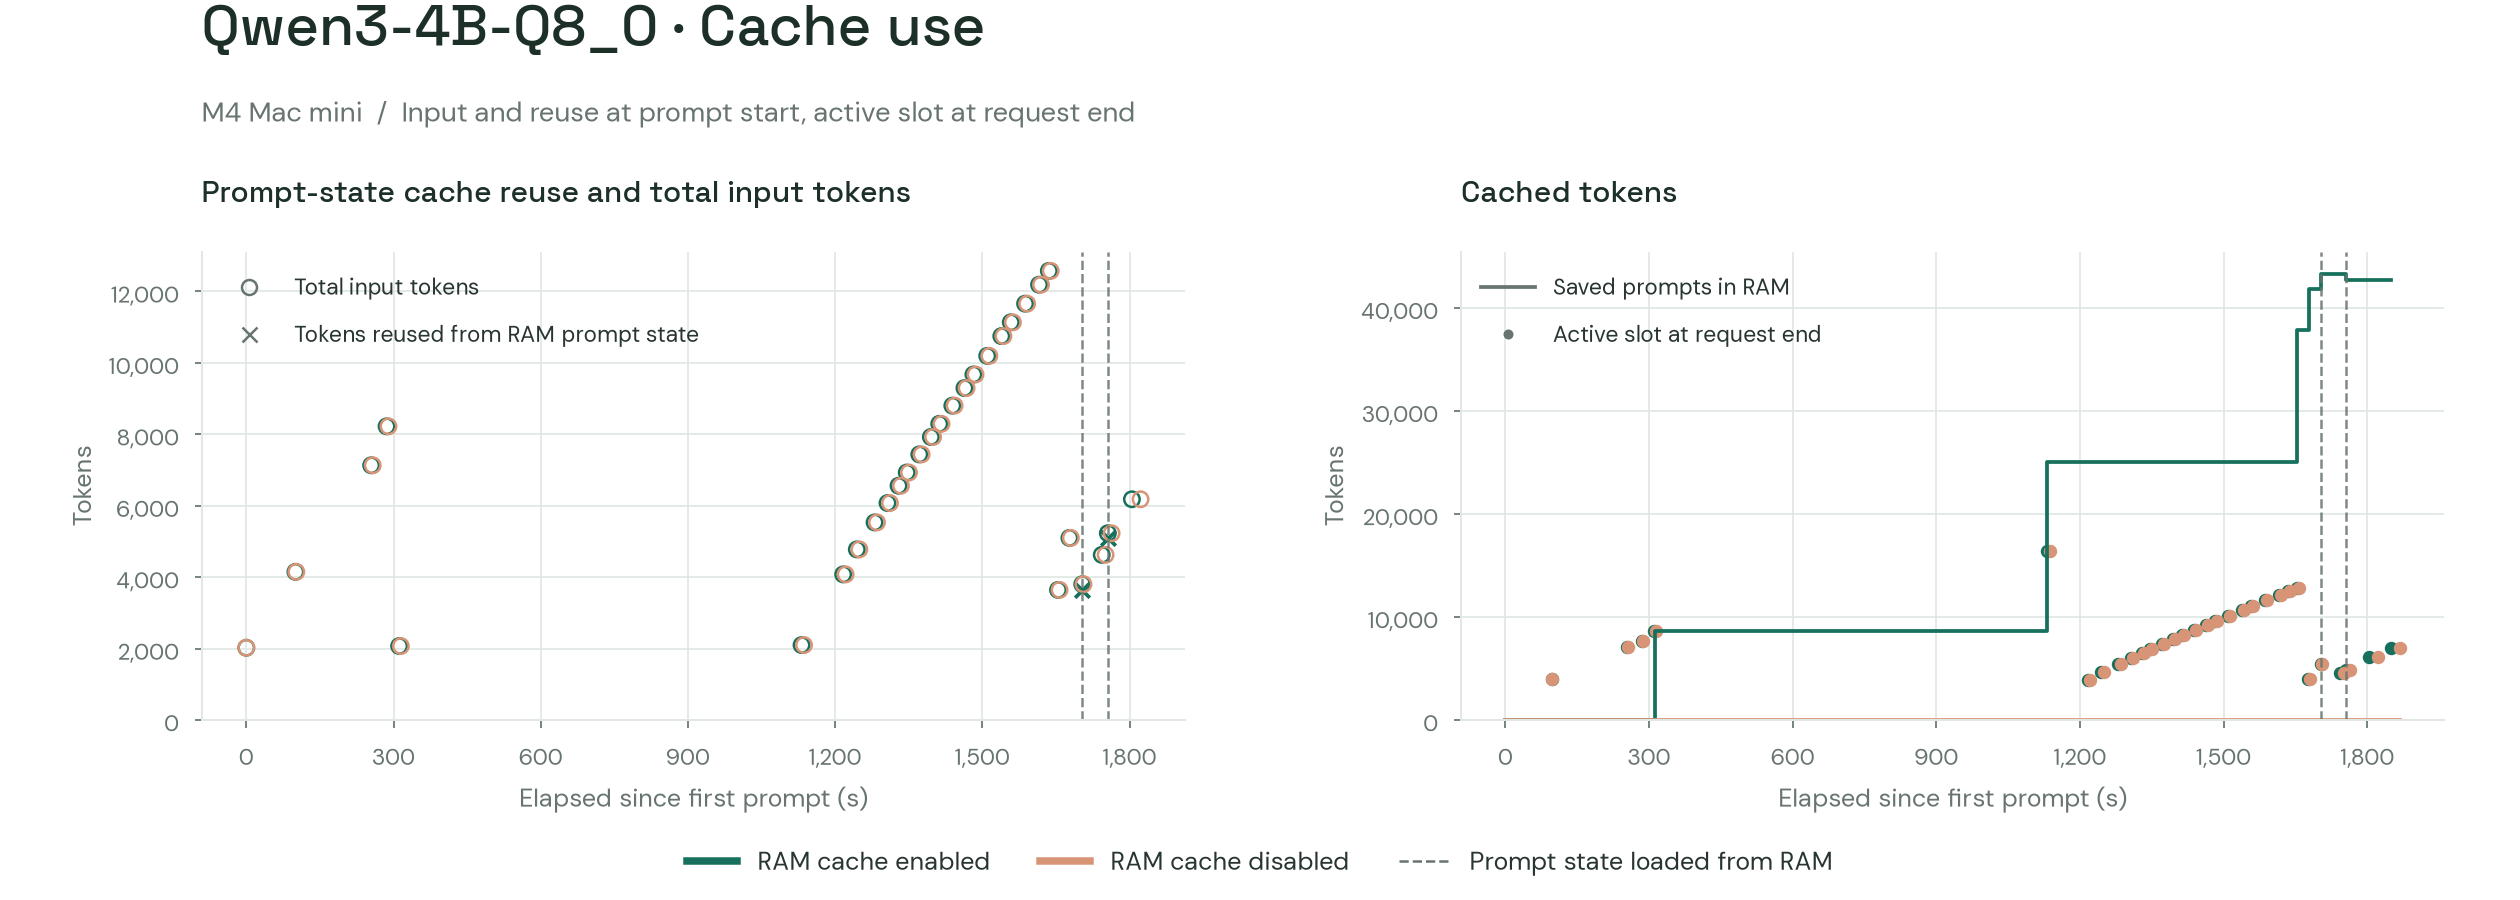 Qwen3-4B-Q8_0 · Cache use
M4 Mac mini / Input and reuse at prompt start, active slot at request end
Prompt-state cache reuse and total input tokens
Total input tokens
Tokens reused from RAM prompt state
12,000
10,000
8,000
6,000
4,000
2,000
0
Tokens
0 300 600 900 1,200 1,500 1,800
Elapsed since first prompt (s)
Cached tokens
Saved prompts in RAM
Active slot at request end
40,000
30,000
20,000
10,000
0
Tokens
0 300 600 900 1,200 1,500 1,800
Elapsed since first prompt (s)
RAM cache enabled RAM cache disabled Prompt state loaded from RAM